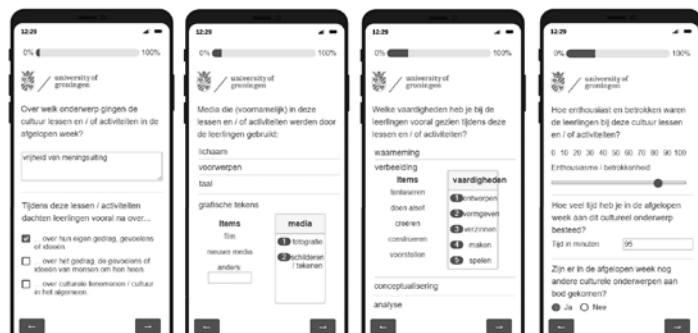 12:29
0% 100%
university of
groningen
Over welk onderwerp gingen de
cultuur lessen en / of activiteiten in de
afgelopen week?
vrijheid van meningsuiting
Tijdens deze lessen / activiteiten
dachten leerlingen vooral na over...
... over hun eigen gedrag, gevoelens
of ideeën.
... over het gedrag, de gevoelens of
ideeën van mensen om hen heen.
... over culturele fenomenen / cultuur
in het algemeen
←
→
12:29
0% 100%
university of
groningen
Media die (voornamelijk) in deze
lessen en / of activiteiten werden door
de leerlingen gebruikt:
lichaam
voorwerpen
taal
grafische tekens
Items
film
nieuwe media
anders:
media
1 fotografie
2 schilderen
/ tekenen
←
→
12:29
0% 100%
university of
groningen
Welke vaardigheden heb je bij de
leerlingen vooral gezien tijdens deze
lessen en / of activiteiten?
waarneming
verbeelding
Items
fantaseren
doen alsof
creëren
construeren
voorstellen
vaardigheden
1 ontwerpen
2 vormgeven
3 verzinnen
4 maken
5 spelen
conceptualisering
analyse
←
→
12:29
0% 100%
university of
groningen
Hoe enthousiast en betrokken waren
de leerlingen bij deze cultuur lessen
en / of activiteiten?
0 10 20 30 40 50 60 70 80 90 100
Enthousiasme / betrokkenheid
Hoe veel tijd heb je in de afgelopen
week aan dit cultureel onderwerp
besteed?
Tijd in minuten 95
Zijn er in de afgelopen week nog
andere culturele onderwerpen aan
bod gekomen?
Ja Nee
←
→